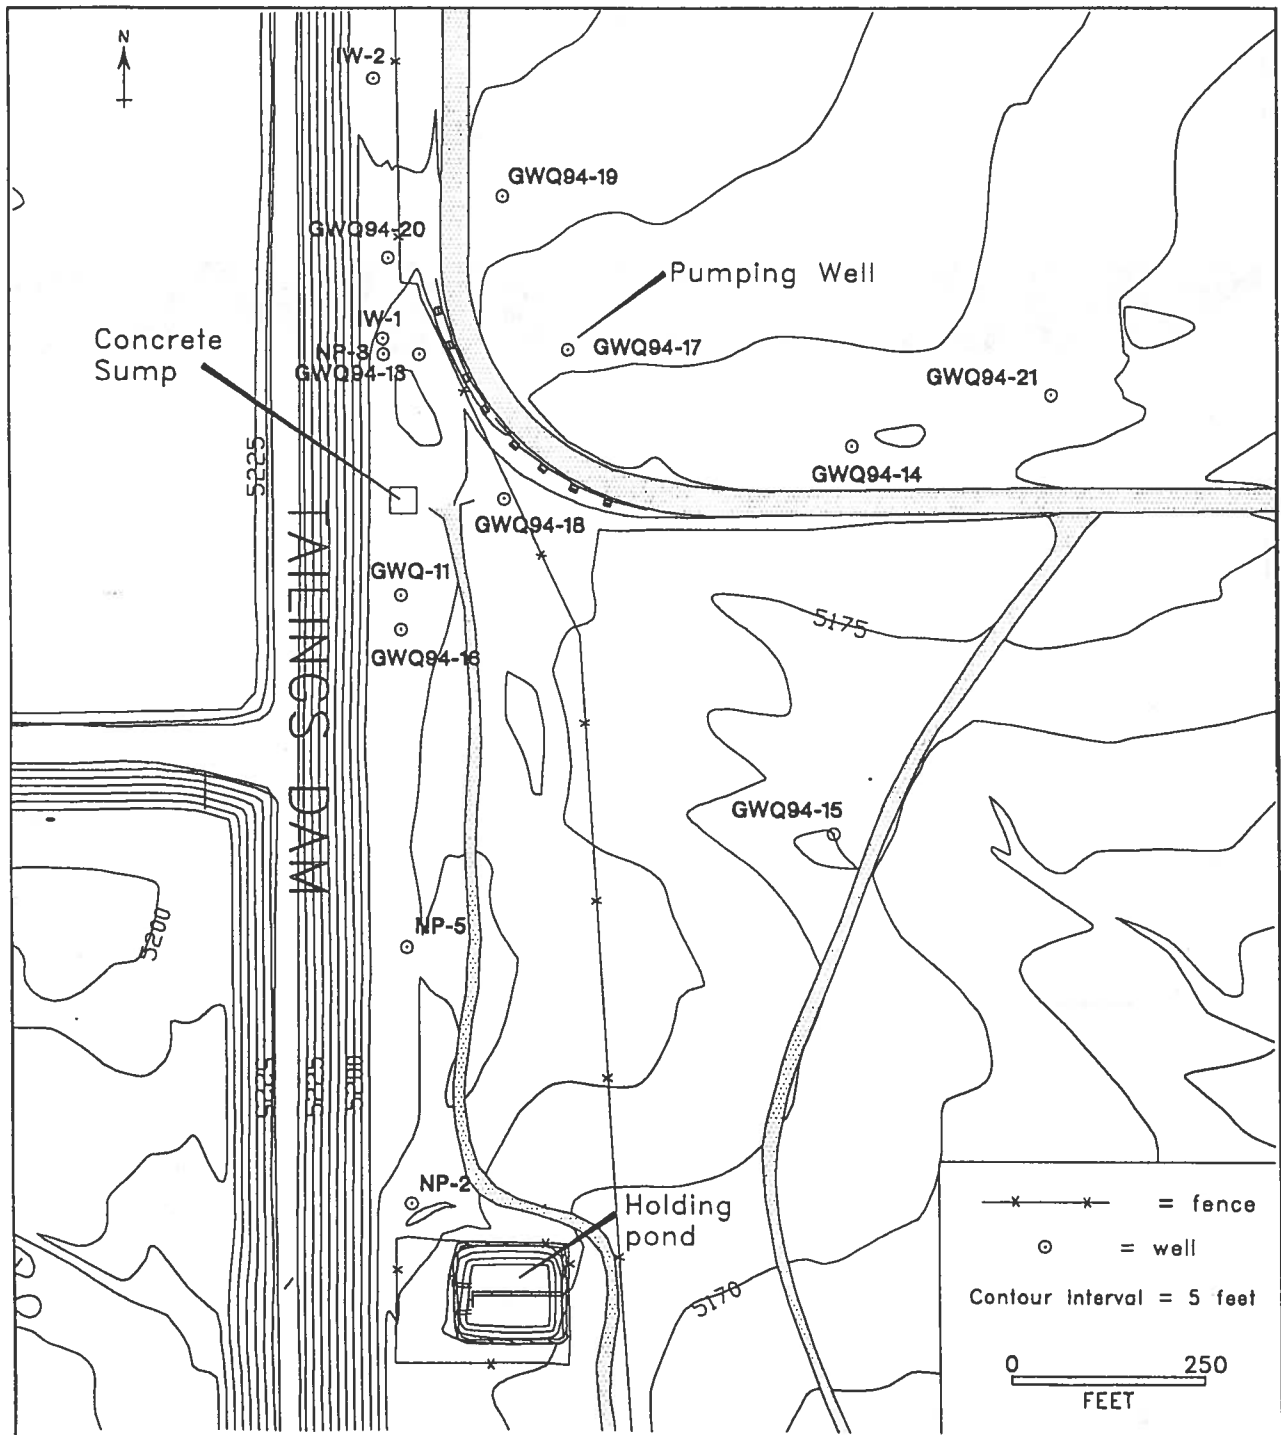 N
IW-2
GWQ94-19
GWQ94-20
Pumping Well
IW-1
Concrete
Sump
NP-3
GWQ94-17
GWQ94-13
GWQ94-21
5225
GWQ94-14
GWQ94-18
TAILINGS DAM
GWQ-11
5175
GWQ94-16
GWQ94-15
5200
NP-5
5225
NP-2
Holding
pond
5170
= fence
= well
Contour Interval = 5 feet
0 250
FEET